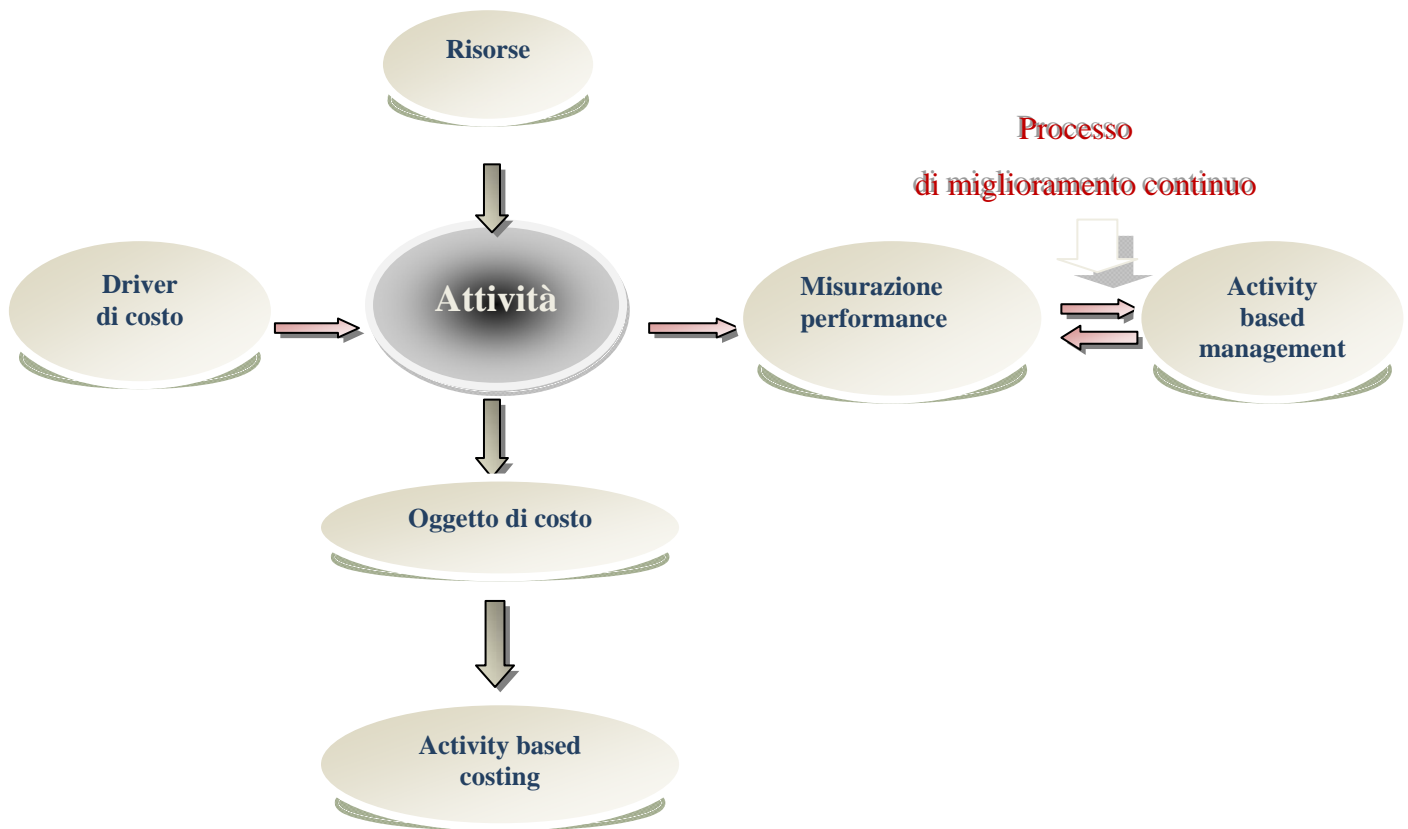 Risorse
Processo
di miglioramento continuo
Driver
di costo
Attività
Misurazione
performance
Activity
based
management
Oggetto di costo
Activity based
costing